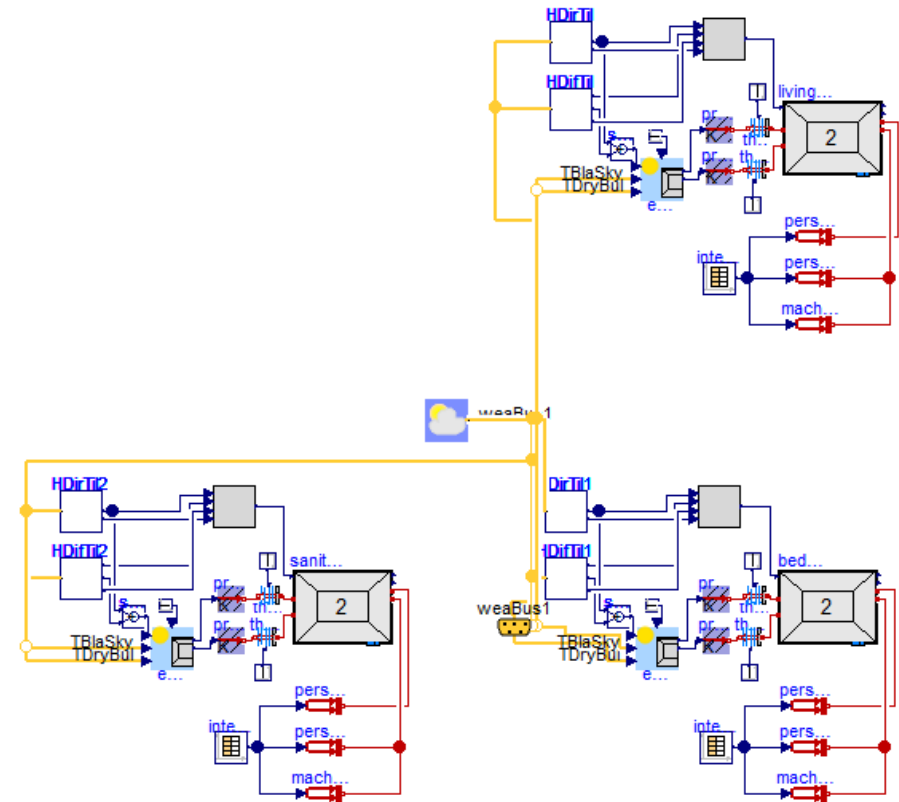 HDirTil
HDifTil
living...
2
pr...
th...
pr...
th...
s...
TBlaSky
TDryBul
e...
K
K
pers...
pers...
mach...
inte...
weaBus1
HDirTil2
HDifTil2
sanit...
2
pr...
th...
pr...
th...
s...
TBlaSky
TDryBul
e...
K
K
pers...
pers...
mach...
inte...
DirTil1
HDifTil1
bed...
2
pr...
th...
pr...
th...
s...
weaBus1
TBlaSky
TDryBul
e...
K
K
pers...
pers...
mach...
inte...